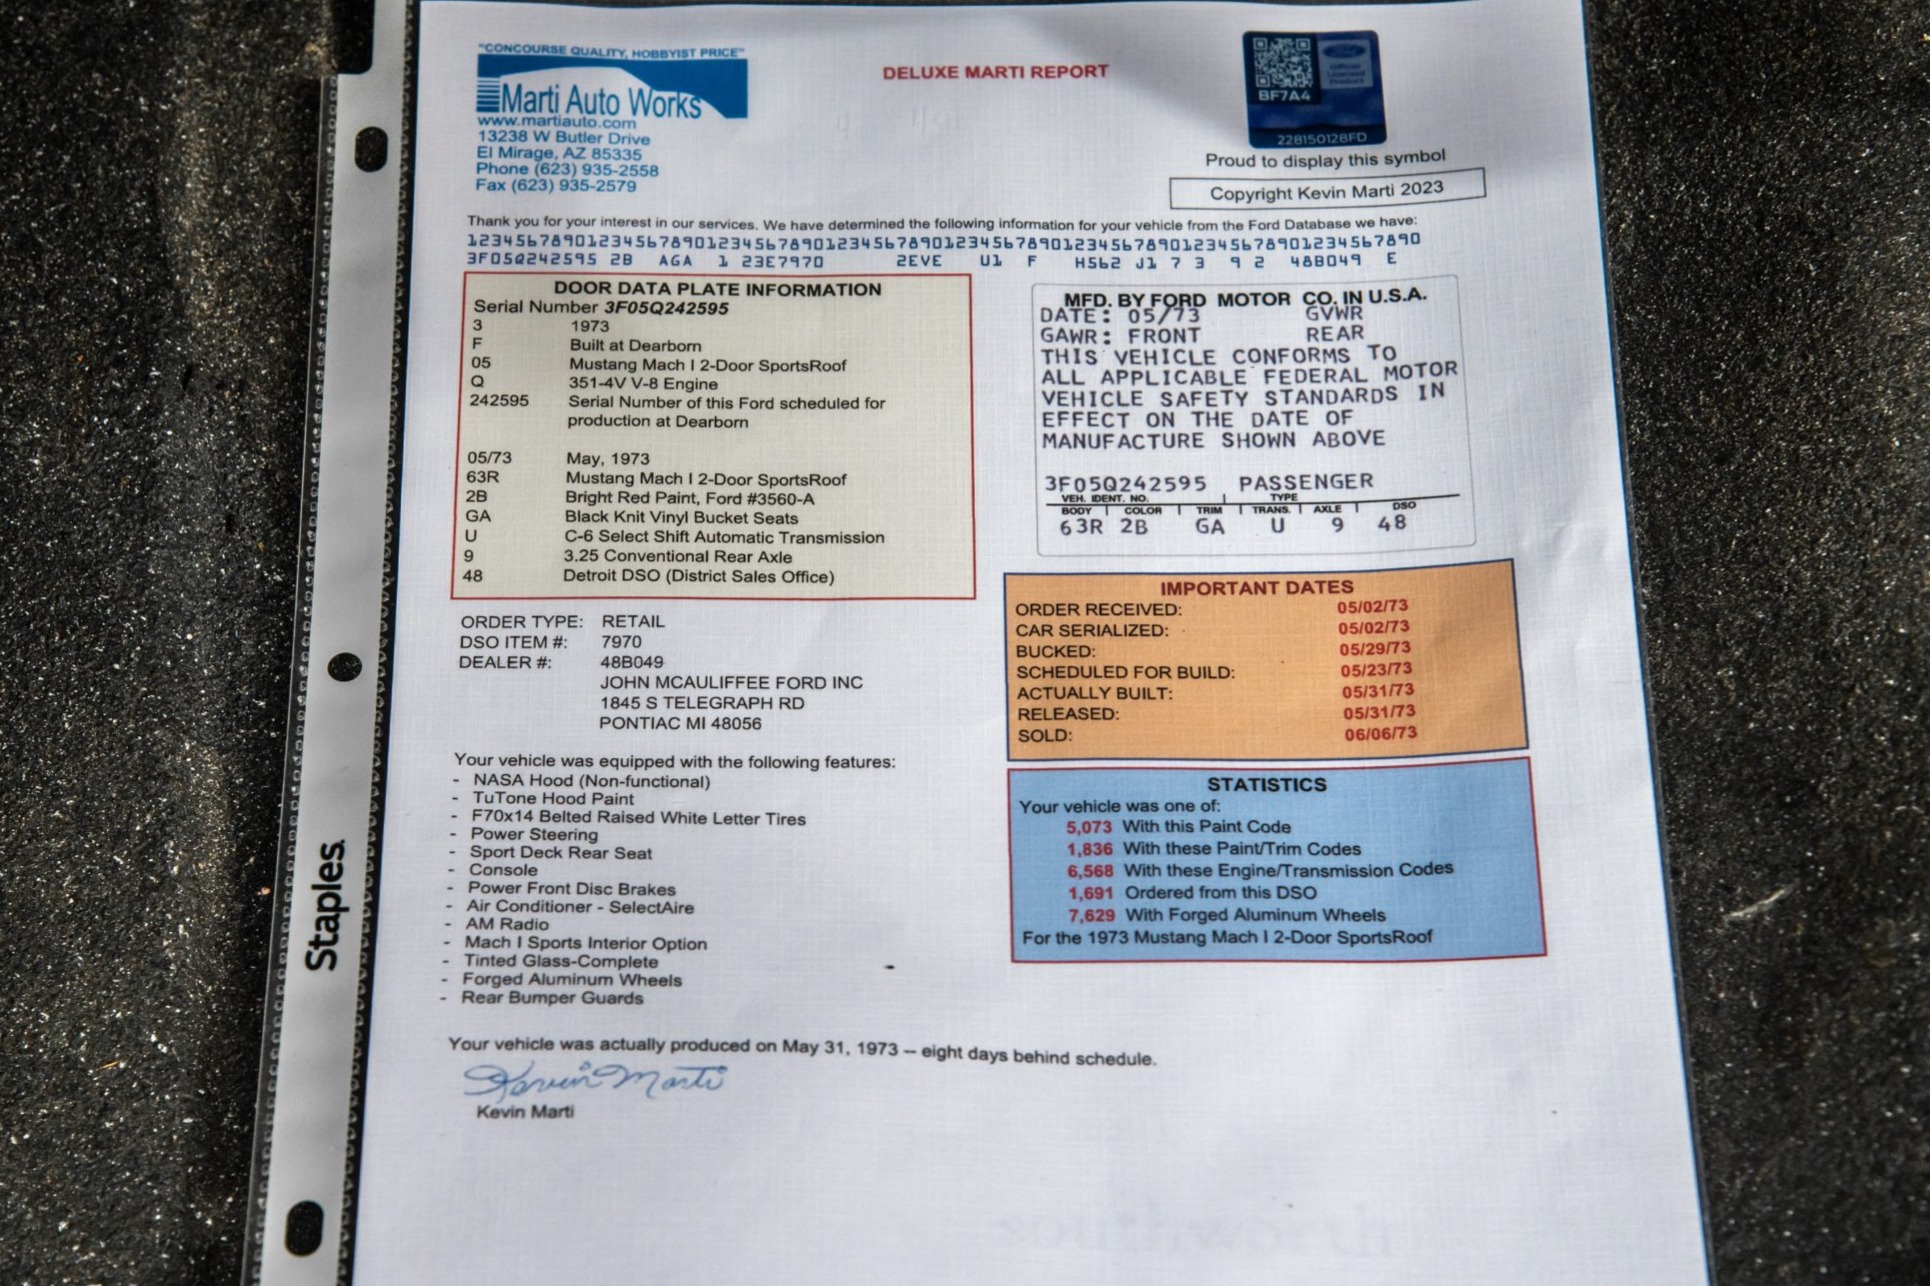 "CONCOURSE QUALITY, HOBBYIST PRICE"
Marti Auto Works
www.martiauto.com
13238 W Butler Drive
El Mirage, AZ 85335
Phone (623) 935-2558
Fax (623) 935-2579
DELUXE MARTI REPORT
Ford
Official
Licensed
Product
BF7A4
228150128FD
Proud to display this symbol
Copyright Kevin Marti 2023
Thank you for your interest in our services. We have determined the following information for your vehicle from the Ford Database we have:
12345678901234567890123456789012345678901234567890123456789012345678901234567890
3F05Q242595 2B AGA 1 23E7970 2EVE U1 F H562 J1 7 3 9 2 48B049 E
DOOR DATA PLATE INFORMATION
Serial Number 3F05Q242595
3 1973
F Built at Dearborn
05 Mustang Mach I 2-Door SportsRoof
Q 351-4V V-8 Engine
242595 Serial Number of this Ford scheduled for
production at Dearborn
05/73 May, 1973
63R Mustang Mach I 2-Door SportsRoof
2B Bright Red Paint, Ford #3560-A
GA Black Knit Vinyl Bucket Seats
U C-6 Select Shift Automatic Transmission
9 3.25 Conventional Rear Axle
48 Detroit DSO (District Sales Office)
MFD. BY FORD MOTOR CO. IN U.S.A.
DATE: 05/73 GVWR
GAWR: FRONT REAR
THIS VEHICLE CONFORMS TO
ALL APPLICABLE FEDERAL MOTOR
VEHICLE SAFETY STANDARDS IN
EFFECT ON THE DATE OF
MANUFACTURE SHOWN ABOVE
3F05Q242595 PASSENGER
VEH. IDENT. NO. TYPE
BODY COLOR TRIM TRANS. AXLE DSO
63R 2B GA U 9 48
ORDER TYPE: RETAIL
DSO ITEM #: 7970
DEALER #: 48B049
JOHN MCAULIFFEE FORD INC
1845 S TELEGRAPH RD
PONTIAC MI 48056
IMPORTANT DATES
ORDER RECEIVED: 05/02/73
CAR SERIALIZED: 05/02/73
BUCKED: 05/29/73
SCHEDULED FOR BUILD: 05/23/73
ACTUALLY BUILT: 05/31/73
RELEASED: 05/31/73
SOLD: 06/06/73
Your vehicle was equipped with the following features:
- NASA Hood (Non-functional)
- TuTone Hood Paint
- F70x14 Belted Raised White Letter Tires
- Power Steering
- Sport Deck Rear Seat
- Console
- Power Front Disc Brakes
- Air Conditioner - SelectAire
- AM Radio
- Mach I Sports Interior Option
- Tinted Glass-Complete
- Forged Aluminum Wheels
- Rear Bumper Guards
STATISTICS
Your vehicle was one of:
5,073 With this Paint Code
1,836 With these Paint/Trim Codes
6,568 With these Engine/Transmission Codes
1,691 Ordered from this DSO
7,629 With Forged Aluminum Wheels
For the 1973 Mustang Mach I 2-Door SportsRoof
Your vehicle was actually produced on May 31, 1973 -- eight days behind schedule.
Kevin Marti
Kevin Marti
Staples